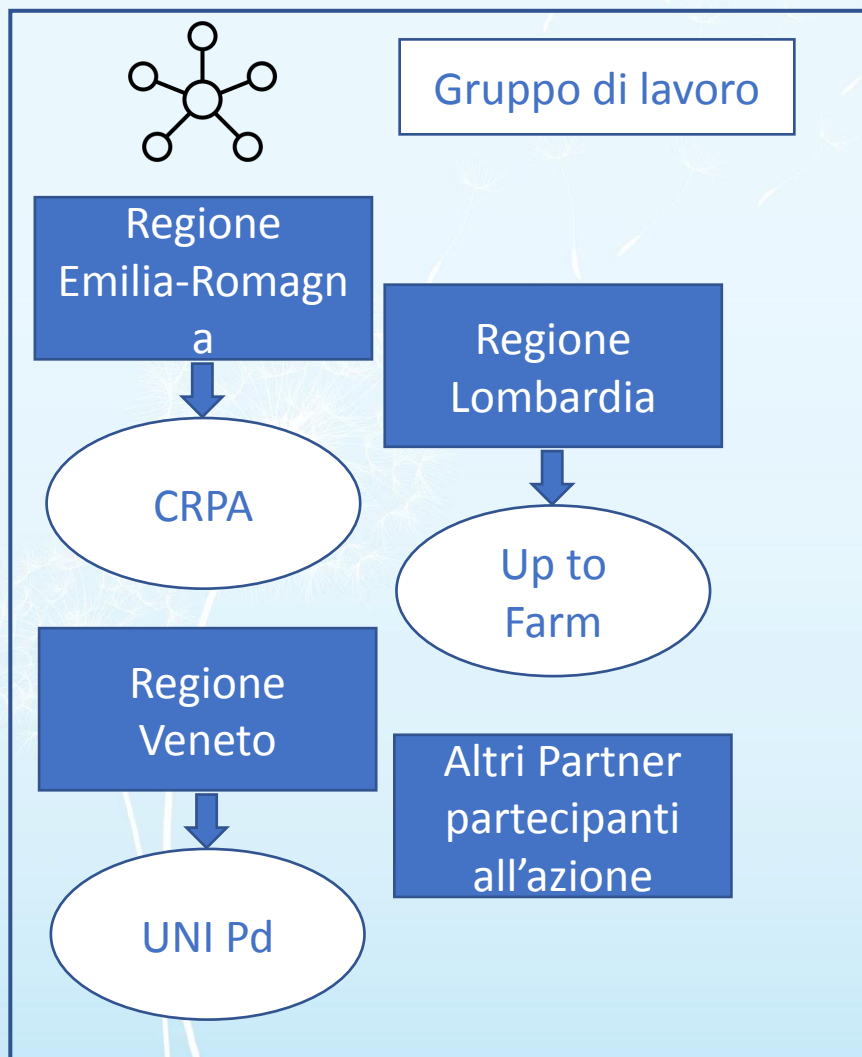 Gruppo di lavoro
Regione
Emilia-Romagn
a
CRPA
Regione
Lombardia
Up to
Farm
Regione
Veneto
UNI Pd
Altri Partner
partecipanti
all’azione